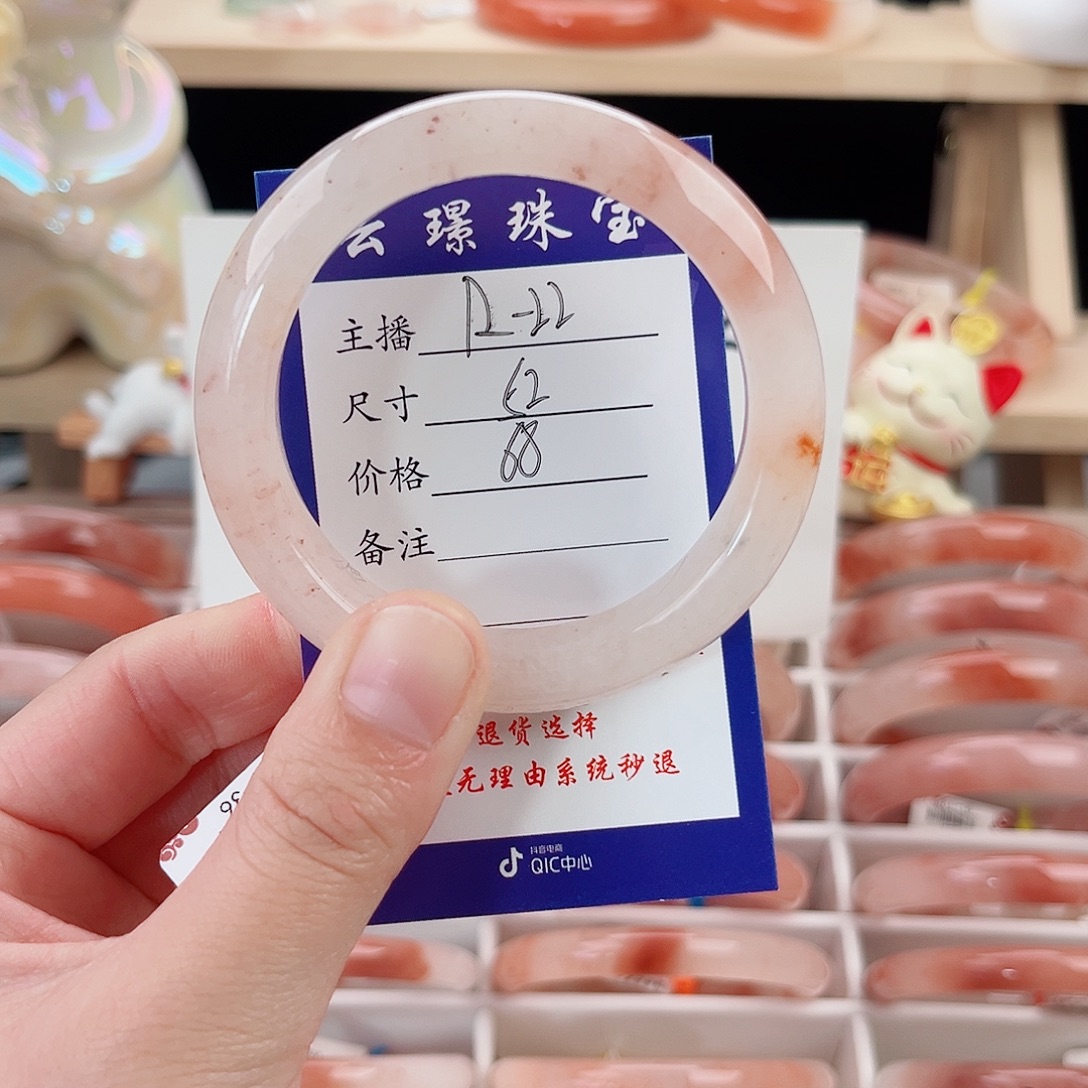 云璟珠宝
主播 R-22
尺寸 62
价格 68
备注
退货选择
无理由系统秒退
抖音电商
QIC中心